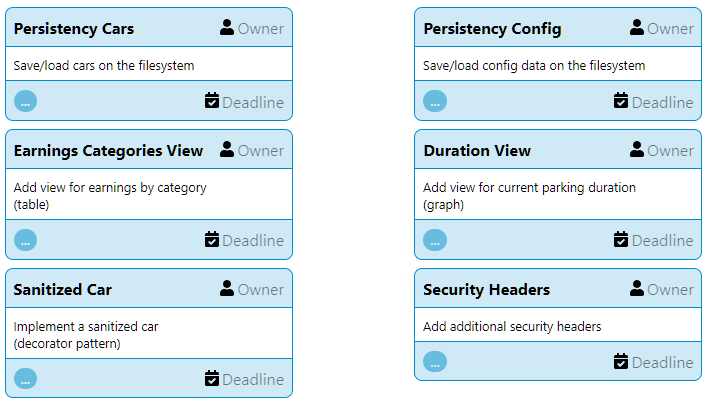 Persistency Cars Owner
Save/load cars on the filesystem
... Deadline
Persistency Config Owner
Save/load config data on the filesystem
... Deadline
Earnings Categories View Owner
Add view for earnings by category
(table)
... Deadline
Duration View Owner
Add view for current parking duration
(graph)
... Deadline
Sanitized Car Owner
Implement a sanitized car
(decorator pattern)
... Deadline
Security Headers Owner
Add additional security headers
... Deadline